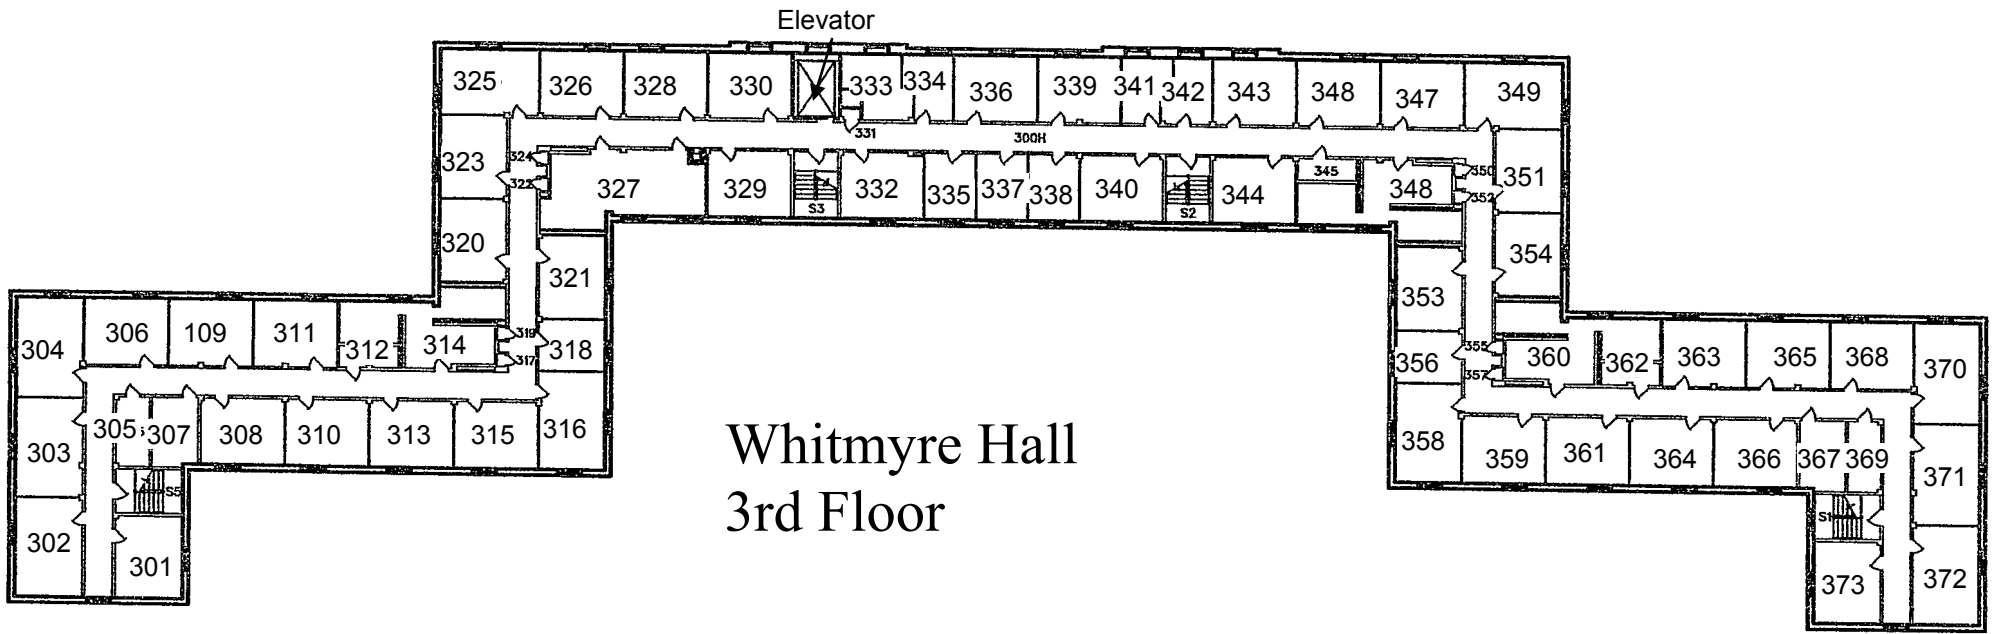 Elevator
325 326 328 330 333 334 336 339 341 342 343 348 347 349
331 300H
323 324 322 327 329 S3 332 335 337 338 340 S2 344 345 348 350 352 351
320 321 353 354
304 306 109 311 312 314 319 317 318 356 355 357 360 362 363 365 368 370
303 305 307 308 310 313 315 316 358 359 361 364 366 367 369 371
Whitmyre Hall
3rd Floor
S5 S1
302 301 373 372